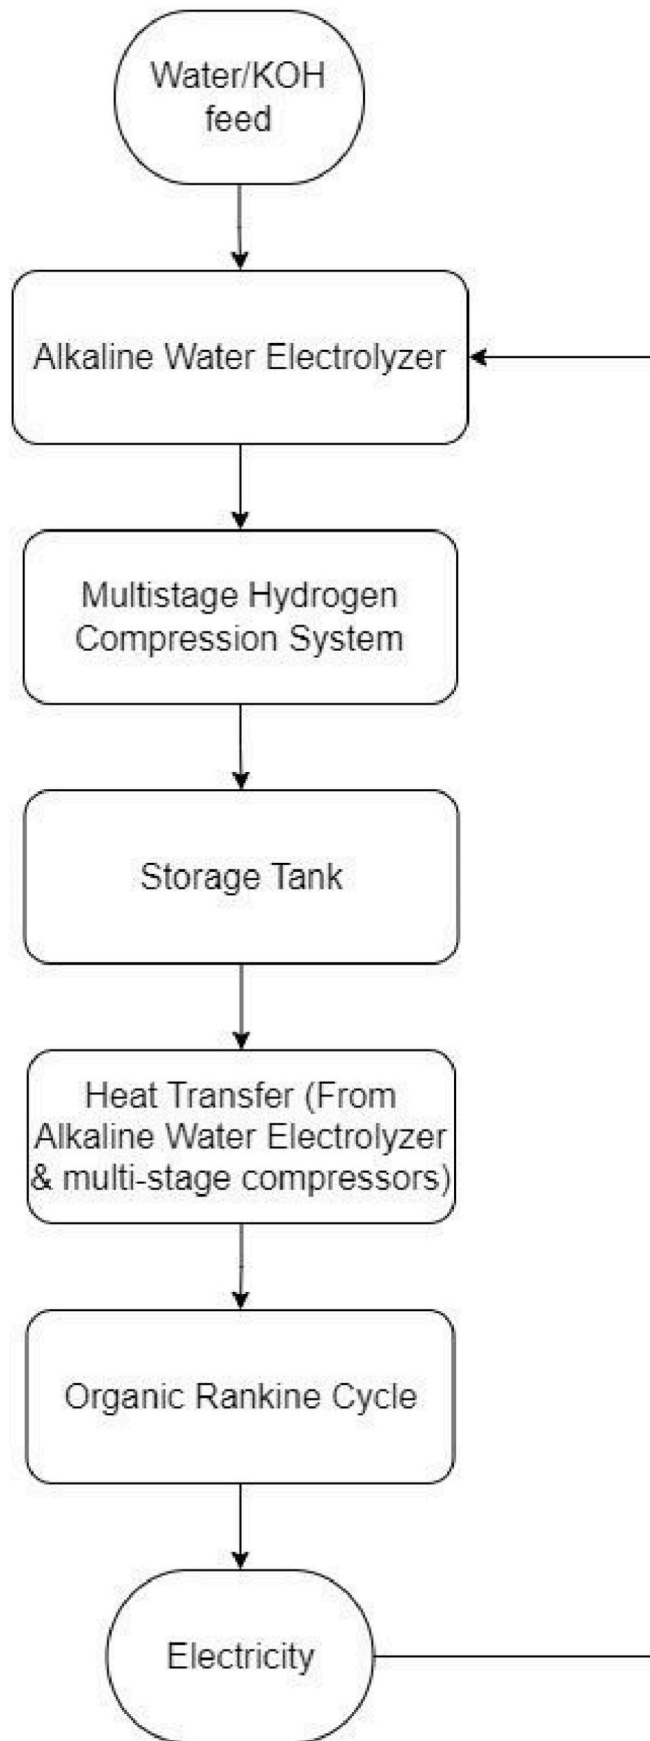 Water/KOH
feed
Alkaline Water Electrolyzer
Multistage Hydrogen
Compression System
Storage Tank
Heat Transfer (From
Alkaline Water Electrolyzer
& multi-stage compressors)
Organic Rankine Cycle
Electricity